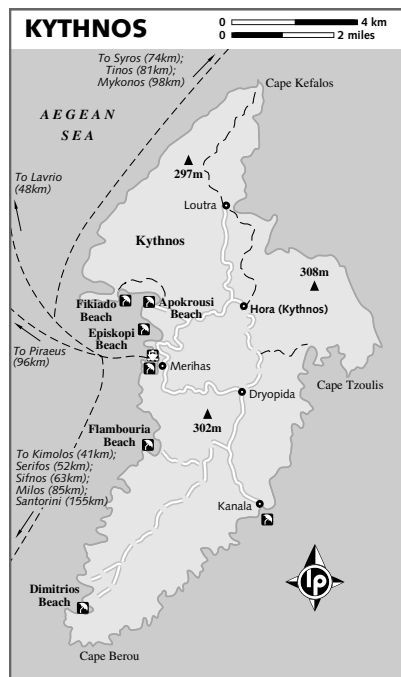 KYTHNOS
0 4 km
0 2 miles
To Syros (74km);
Tinos (81km);
Mykonos (98km)
Cape Kefalos
AEGEAN
SEA
297m
To Lavrio
(48km)
Loutra
Kythnos
308m
Fikiado
Beach
Apokrousi
Beach
Hora (Kythnos)
Episkopi
Beach
To Piraeus
(96km)
Merihas
Cape Tzoulis
Dryopida
302m
Flambouria
Beach
To Kimolos (41km);
Serifos (52km);
Sifnos (63km);
Milos (85km);
Santorini (155km)
Kanala
lp
Dimitrios
Beach
Cape Berou